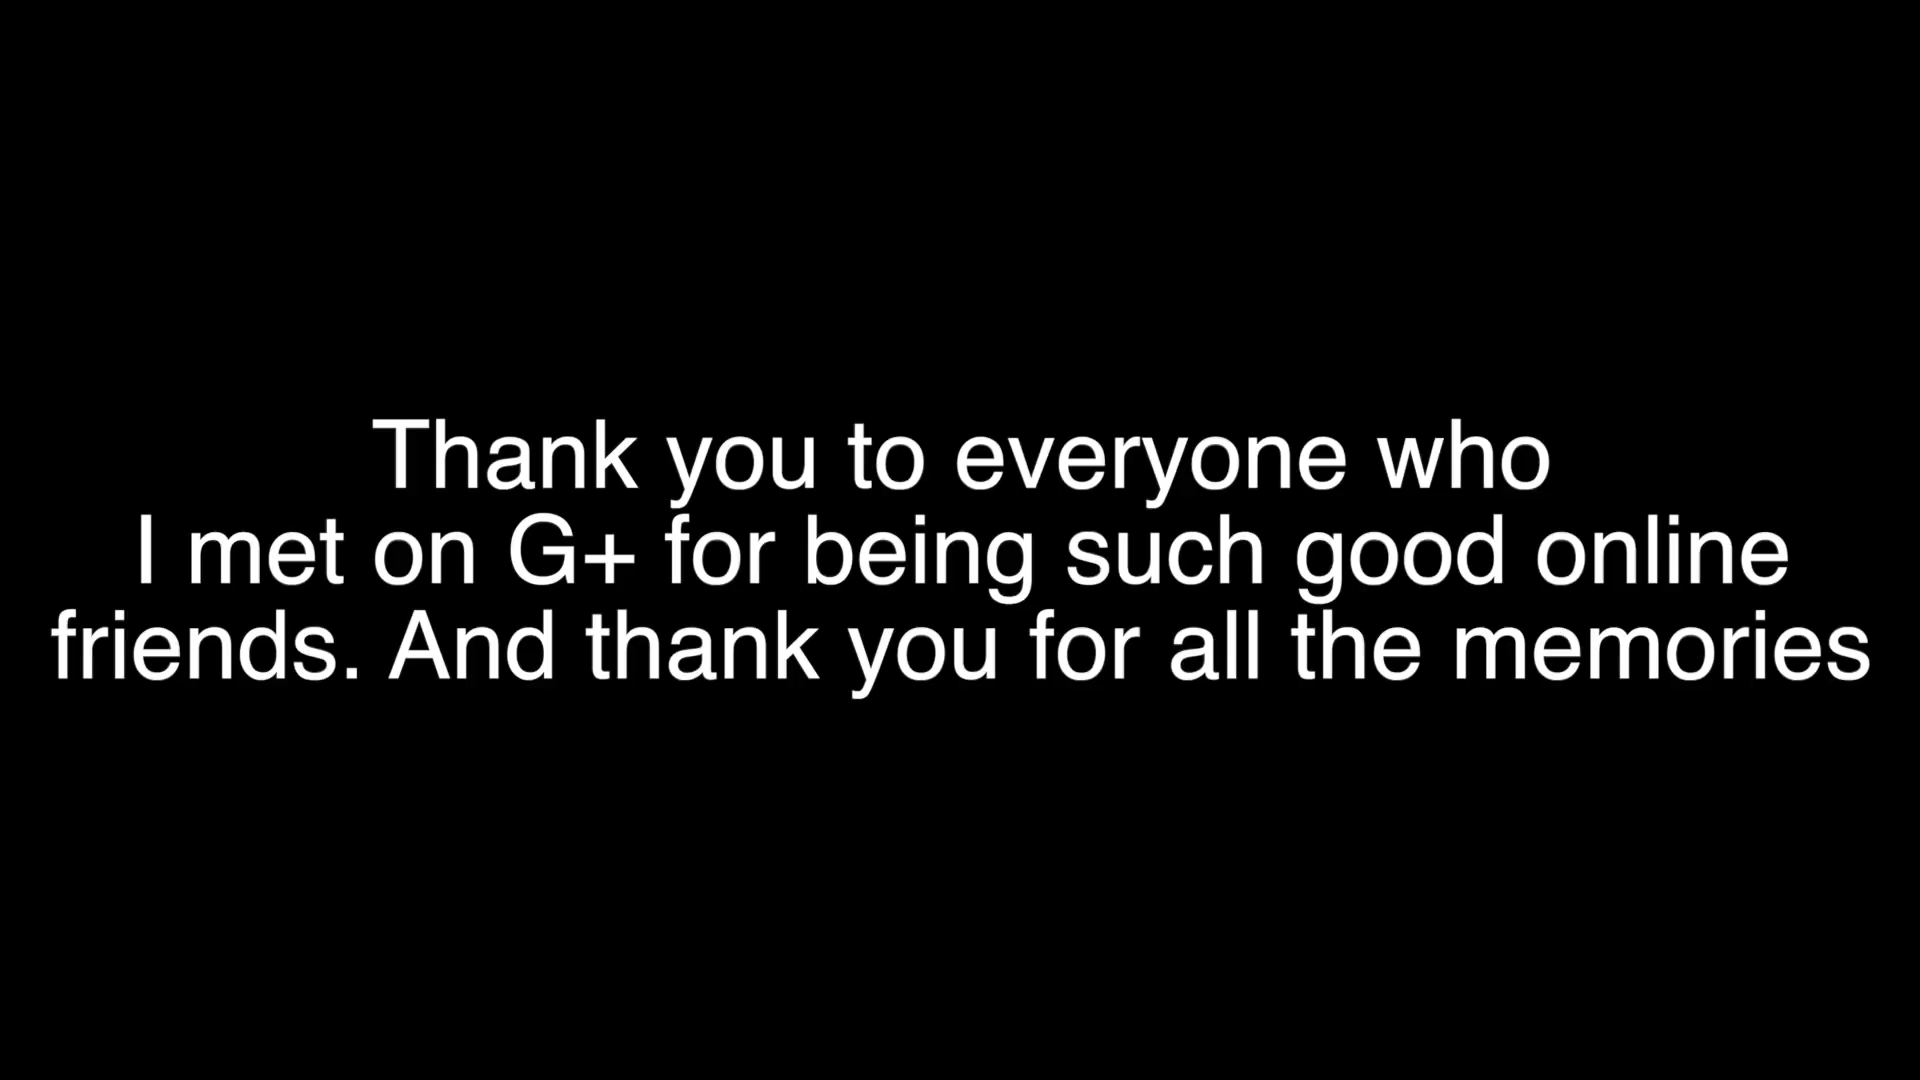 Thank you to everyone who
I met on G+ for being such good online
friends. And thank you for all the memories